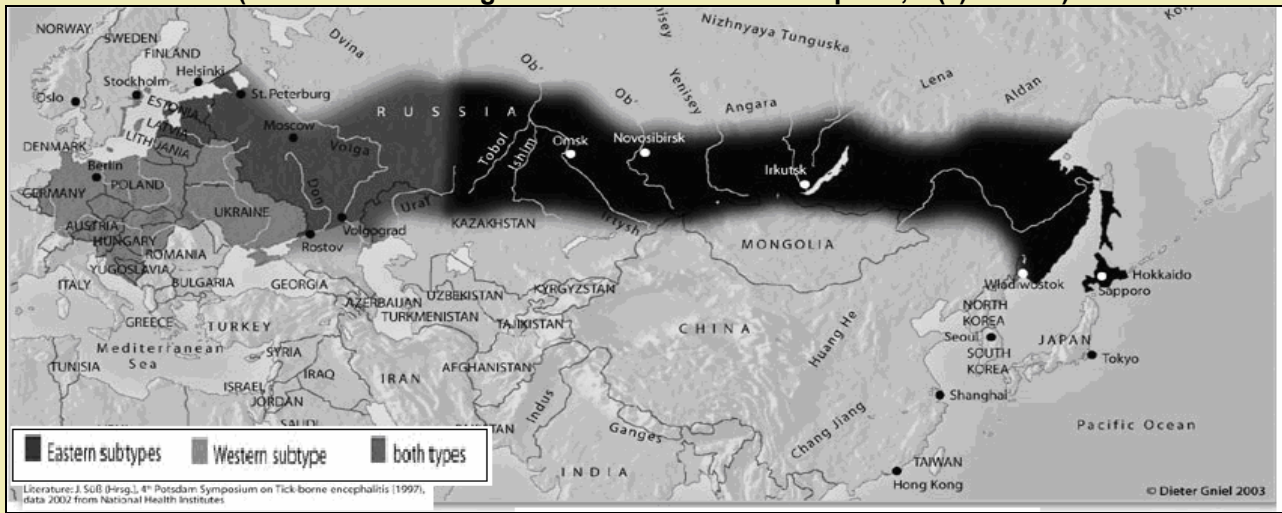 NORWAY
SWEDEN
FINLAND
Dvina
Ob'
Yenisey
Nizhnyaya Tunguska
Lena
Aldan
Oslo
Stockholm
Helsinki
St. Peterburg
ESTONIA
LATVIA
LITHUANIA
RUSSIA
Moscow
Volga
Ob'
Angara
Tobol
Ishim
Omsk
Novosibirsk
Irkutsk
DENMARK
Berlin
GERMANY
POLAND
Don
UKRAINE
Ural
Volgograd
Rostov
KAZAKHSTAN
Irtysh
MONGOLIA
AUSTRIA
HUNGARY
ROMANIA
YUGOSLAVIA
BULGARIA
ITALY
GEORGIA
AZERBAIJAN
UZBEKISTAN
KYRGYZSTAN
TURKMENISTAN
TAJIKISTAN
Wladiwostok
Hokkaido
Sapporo
NORTH
KOREA
Seoul
SOUTH
KOREA
JAPAN
Tokyo
GREECE
TURKEY
Mediterranean
Sea
CHINA
Huang He
TUNISIA
SYRIA
IRAQ
IRAN
AFGHANISTAN
ISRAEL
JORDAN
SAUDI
Indus
Shanghai
Ganges
Chang Jiang
Pacific Ocean
INDIA
TAIWAN
Hong Kong
Eastern subtypes
Western subtype
both types
Literature: J. Süß (Hrsg.), 4th Potsdam Symposium on Tick-borne encephalitis (1997),
data 2002 from National Health Institutes
© Dieter Gniel 2003